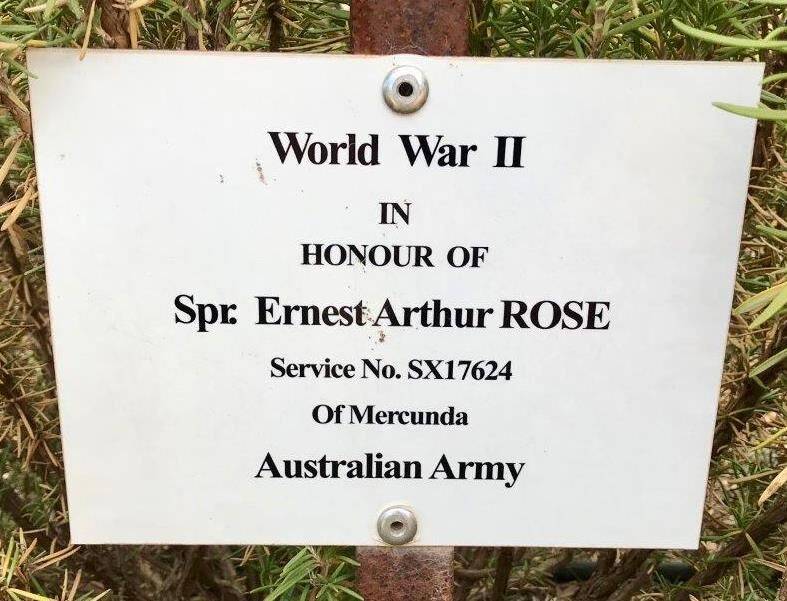 World War II
IN
HONOUR OF
Spr. Ernest Arthur ROSE
Service No. SX17624
Of Mercunda
Australian Army